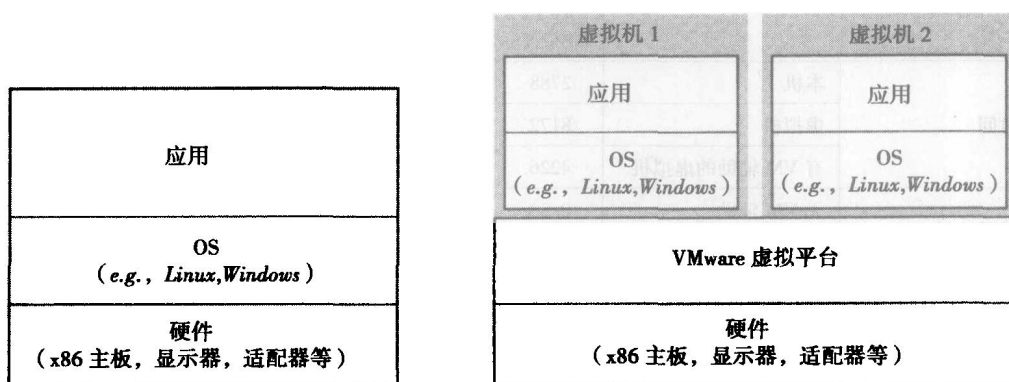 应用
OS
(e.g., Linux,Windows)
硬件
(x86 主板，显示器，适配器等)
虚拟机 1
应用
OS
(e.g., Linux,Windows)
虚拟机 2
应用
OS
(e.g., Linux,Windows)
VMware 虚拟平台
硬件
(x86 主板，显示器，适配器等)